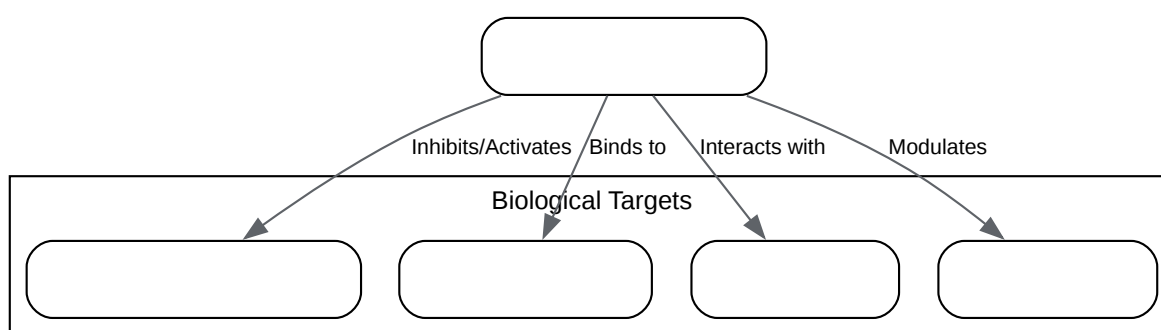 Inhibits/Activates
Binds to
Interacts with
Modulates
Biological Targets